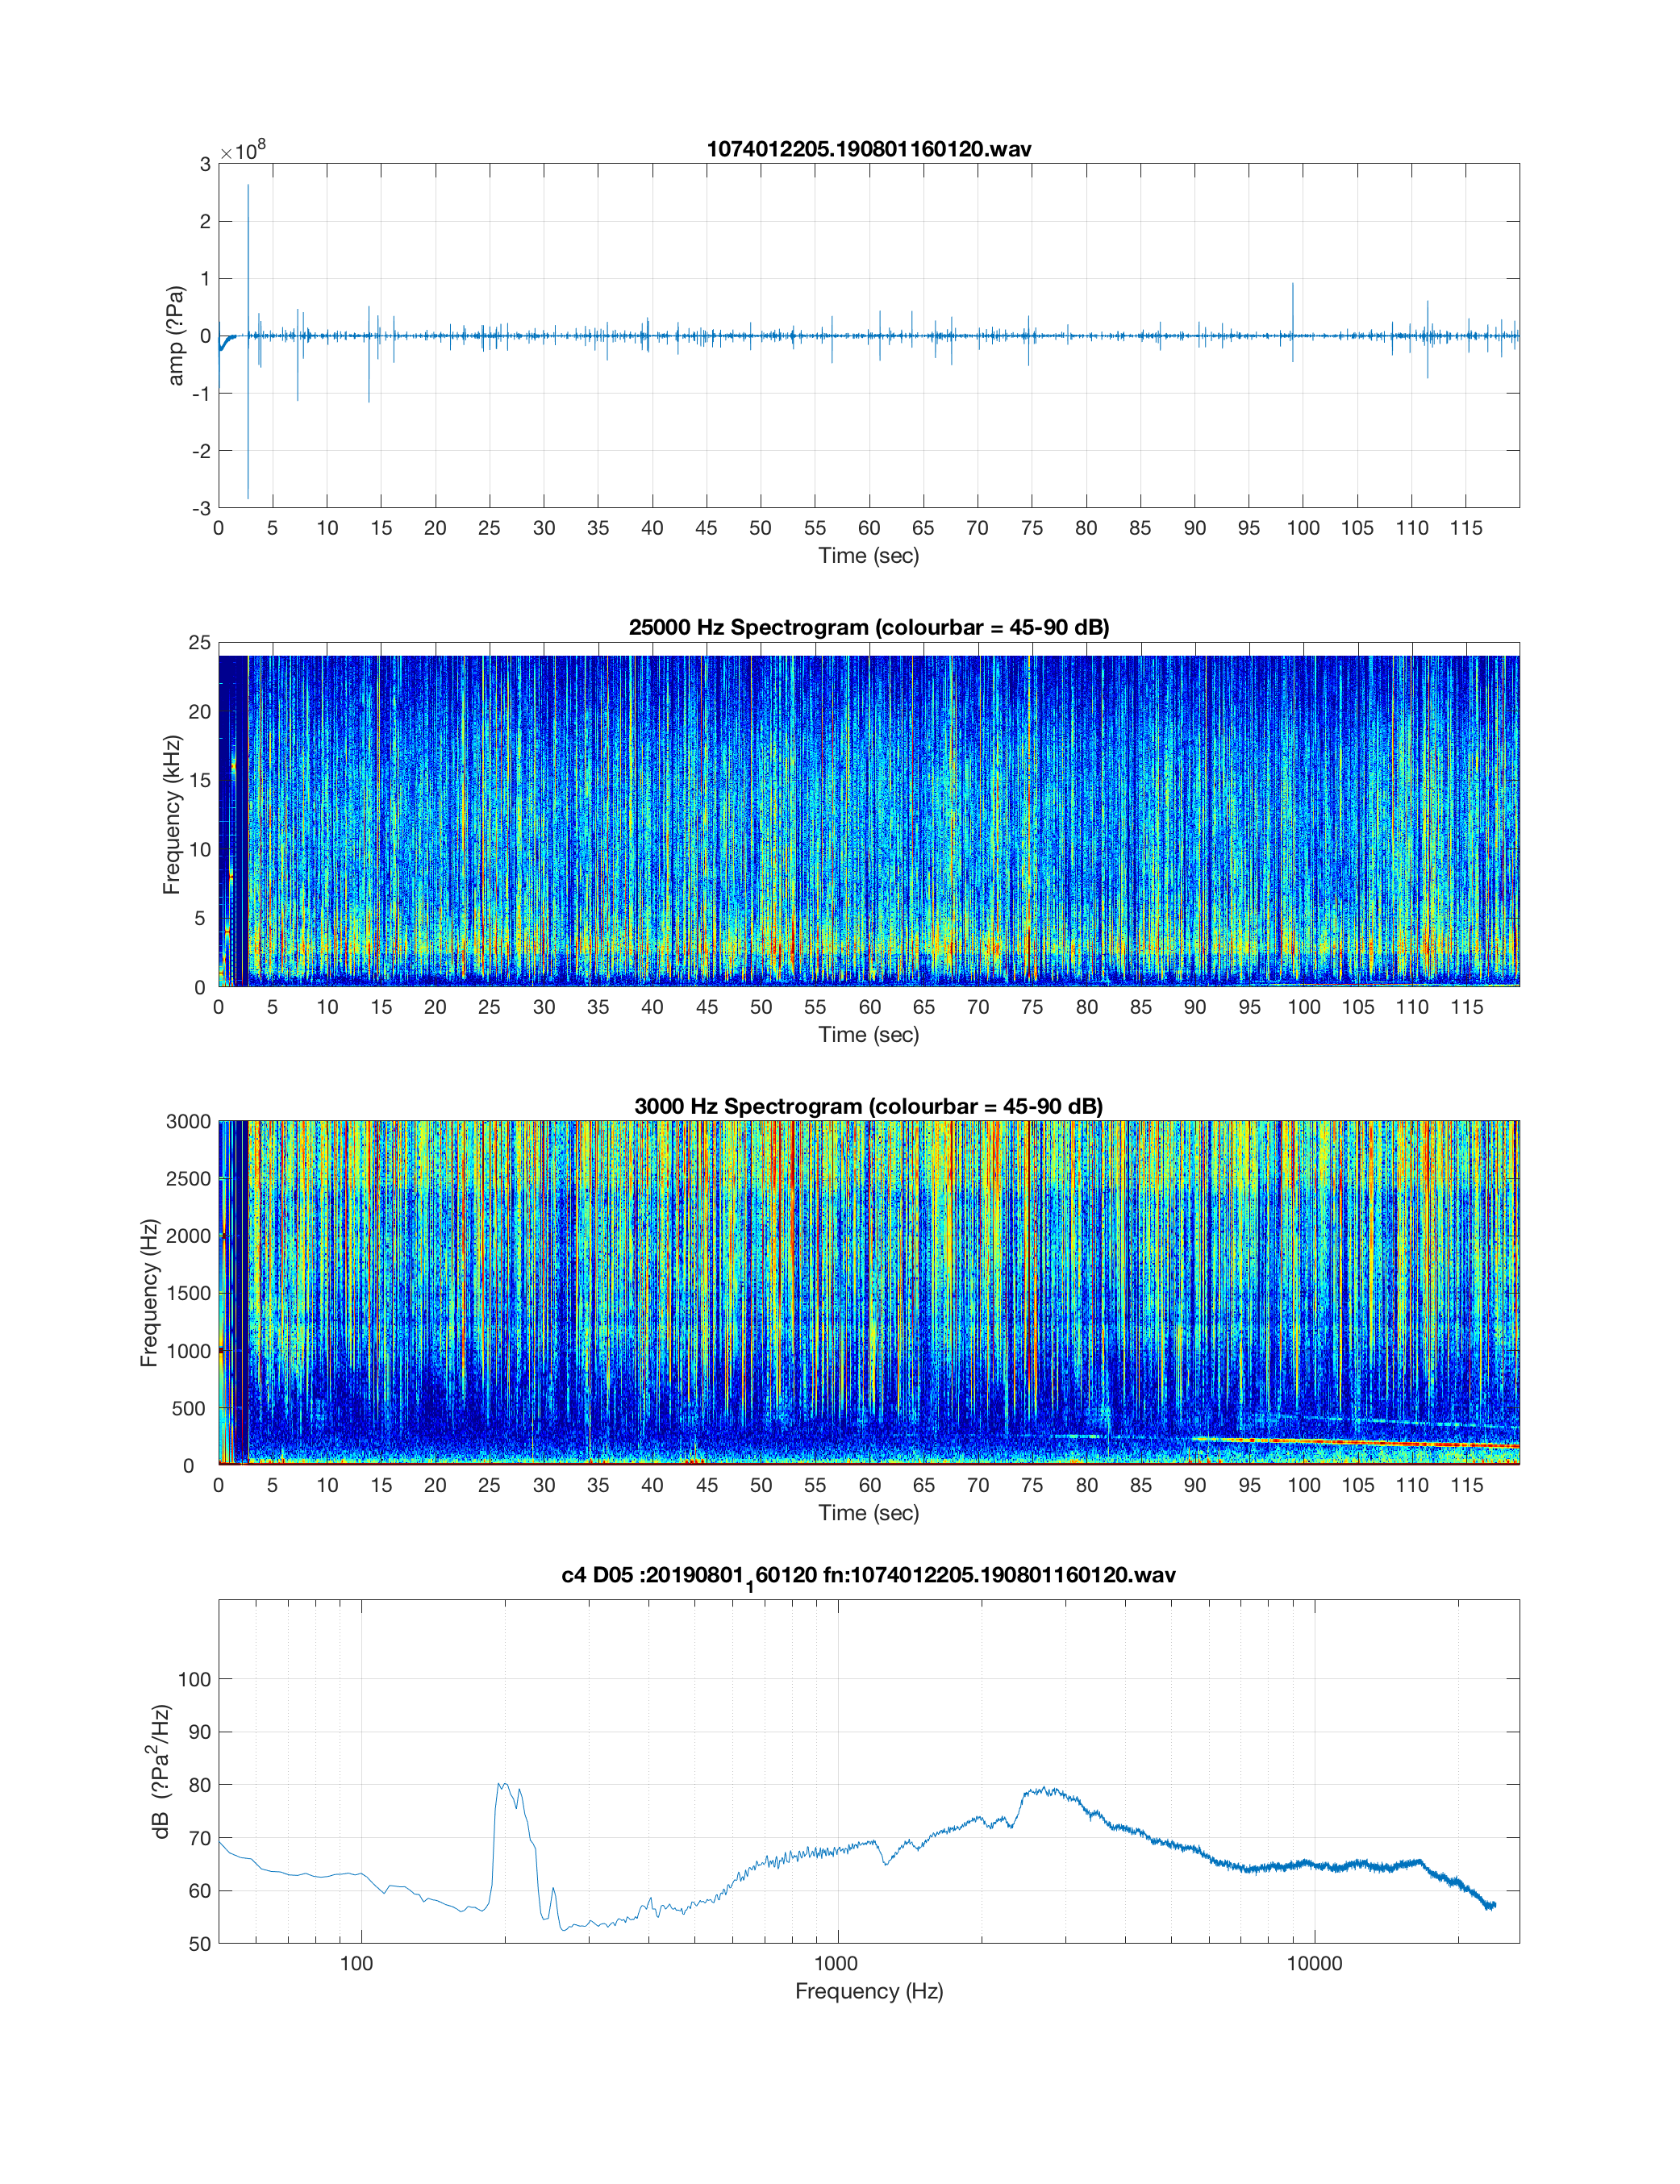 1074012205.190801160120.wav
×10⁸
3
2
1
0
-1
-2
-3
amp (?Pa)
0 5 10 15 20 25 30 35 40 45 50 55 60 65 70 75 80 85 90 95 100 105 110 115
Time (sec)
25000 Hz Spectrogram (colourbar = 45-90 dB)
25
20
15
10
5
0
Frequency (kHz)
0 5 10 15 20 25 30 35 40 45 50 55 60 65 70 75 80 85 90 95 100 105 110 115
Time (sec)
3000 Hz Spectrogram (colourbar = 45-90 dB)
3000
2500
2000
1500
1000
500
0
Frequency (Hz)
0 5 10 15 20 25 30 35 40 45 50 55 60 65 70 75 80 85 90 95 100 105 110 115
Time (sec)
c4 D05 :20190801₁60120 fn:1074012205.190801160120.wav
100
90
80
70
60
50
dB (?Pa²/Hz)
100 1000 10000
Frequency (Hz)